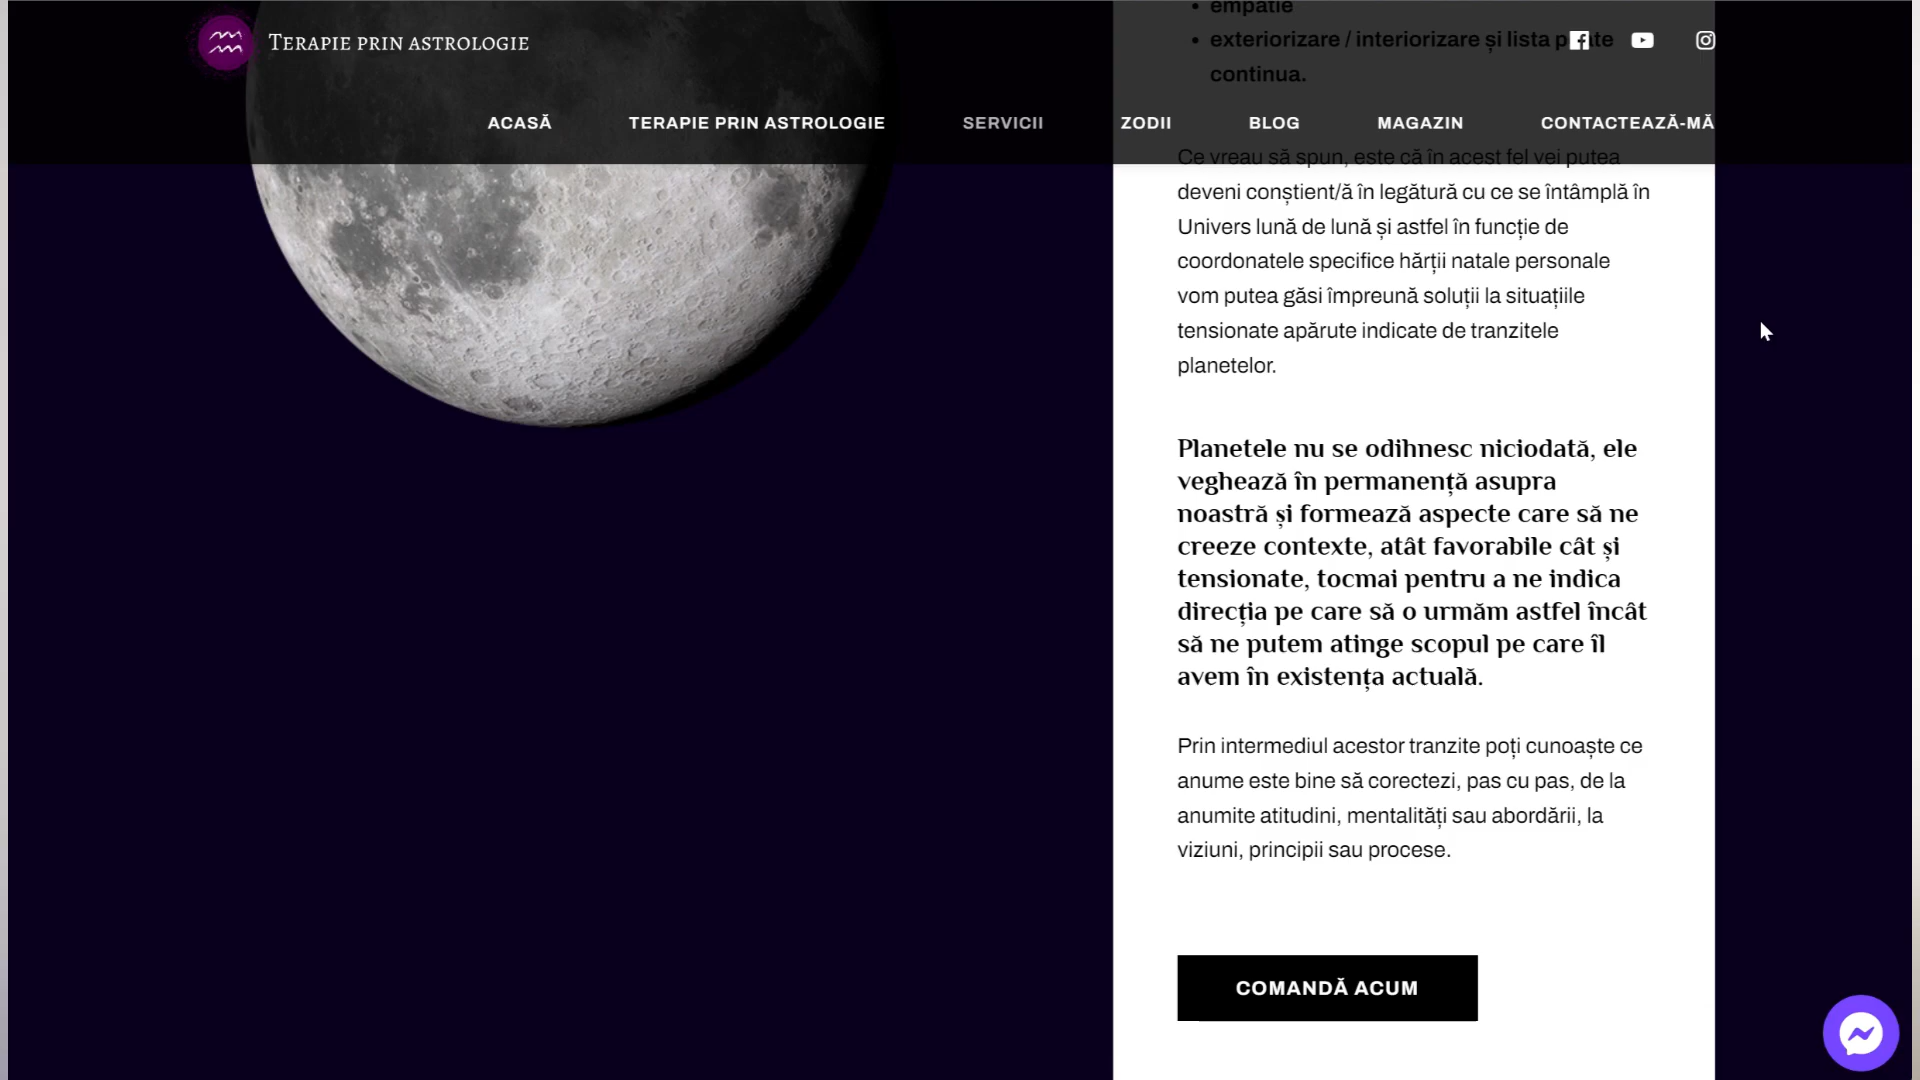 empatie
Terapie prin astrologie
exteriorizare / interiorizare și lista
continua.
ACASĂ TERAPIE PRIN ASTROLOGIE SERVICII ZODII BLOG MAGAZIN CONTACTEAZĂ-MĂ
Ce vreau să spun, este că în acest fel vei putea
deveni conștient/ă în legătură cu ce se întâmplă în
Univers lună de lună și astfel în funcție de
coordonatele specifice hărții natale personale
vom putea găsi împreună soluții la situațiile
tensionate apărute indicate de tranzitele
planetelor.
Planetele nu se odihnesc niciodată, ele
veghează în permanență asupra
noastră și formează aspecte care să ne
creeze contexte, atât favorabile cât și
tensionate, tocmai pentru a ne indica
direcția pe care să o urmăm astfel încât
să ne putem atinge scopul pe care îl
avem în existența actuală.
Prin intermediul acestor tranzite poți cunoaște ce
anume este bine să corectezi, pas cu pas, de la
anumite atitudini, mentalități sau abordării, la
viziuni, principii sau procese.
COMANDĂ ACUM